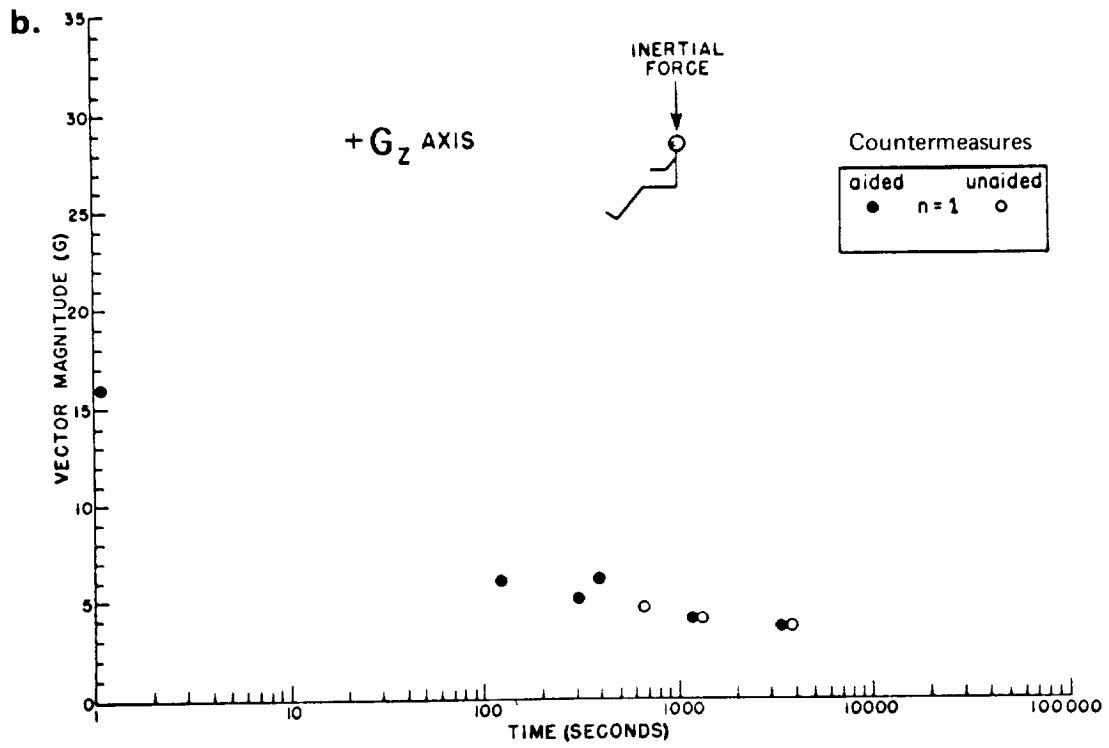 b.
35
30
25
20
15
10
5
0
VECTOR MAGNITUDE (G)
+ Gz AXIS
INERTIAL
FORCE
Countermeasures
aided unaided
n = 1
1 10 100 1000 10000 100000
TIME (SECONDS)